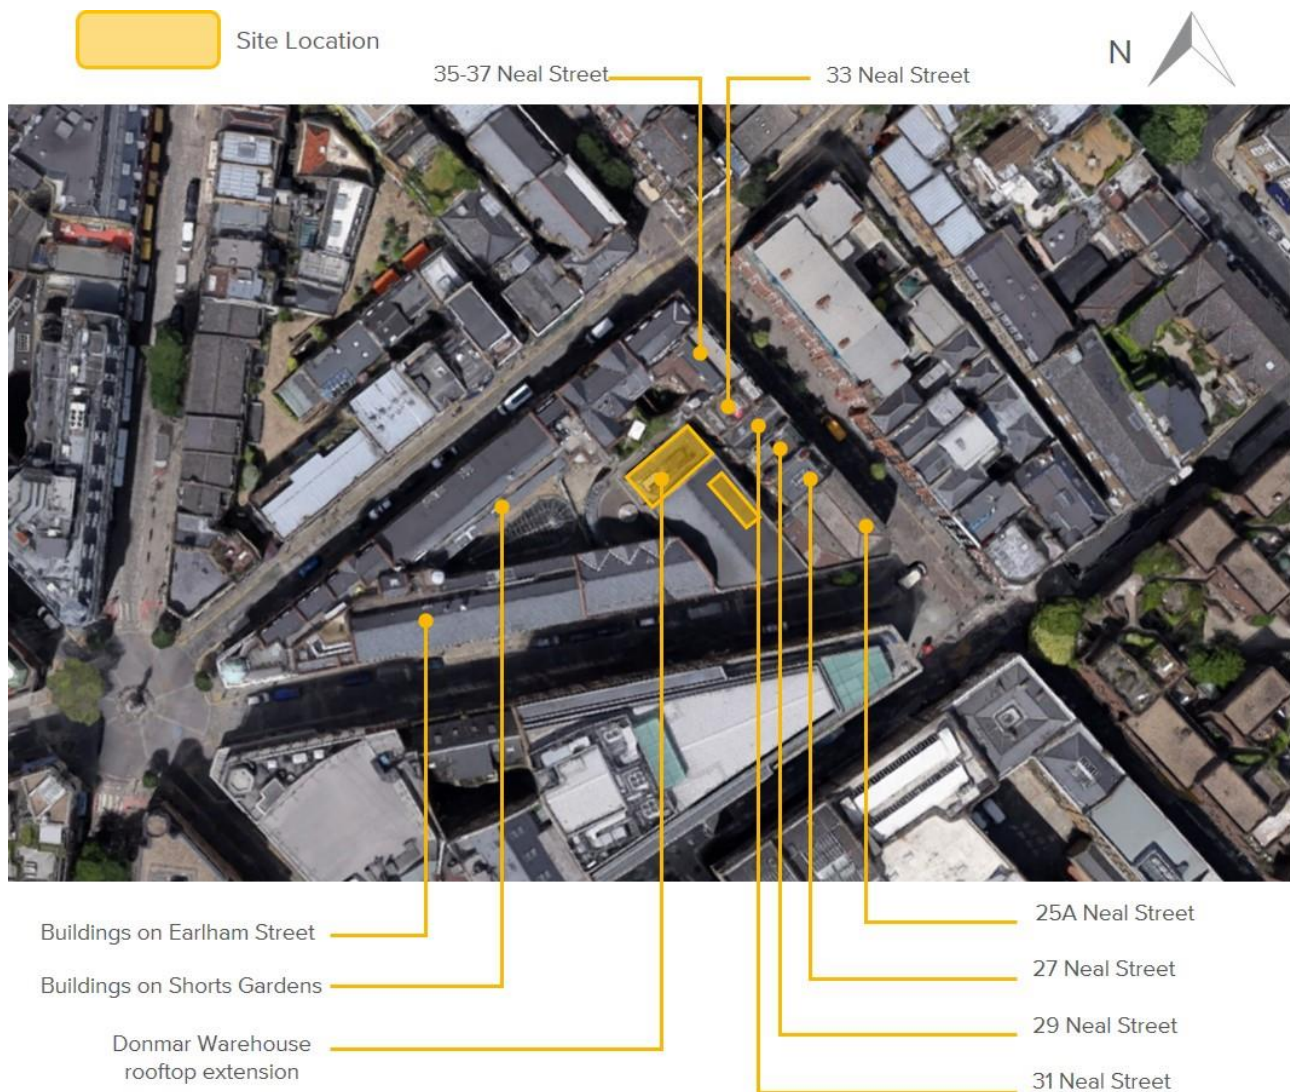 Site Location
N
35-37 Neal Street
33 Neal Street
Buildings on Earlham Street
25A Neal Street
Buildings on Shorts Gardens
27 Neal Street
Donmar Warehouse
rooftop extension
29 Neal Street
31 Neal Street